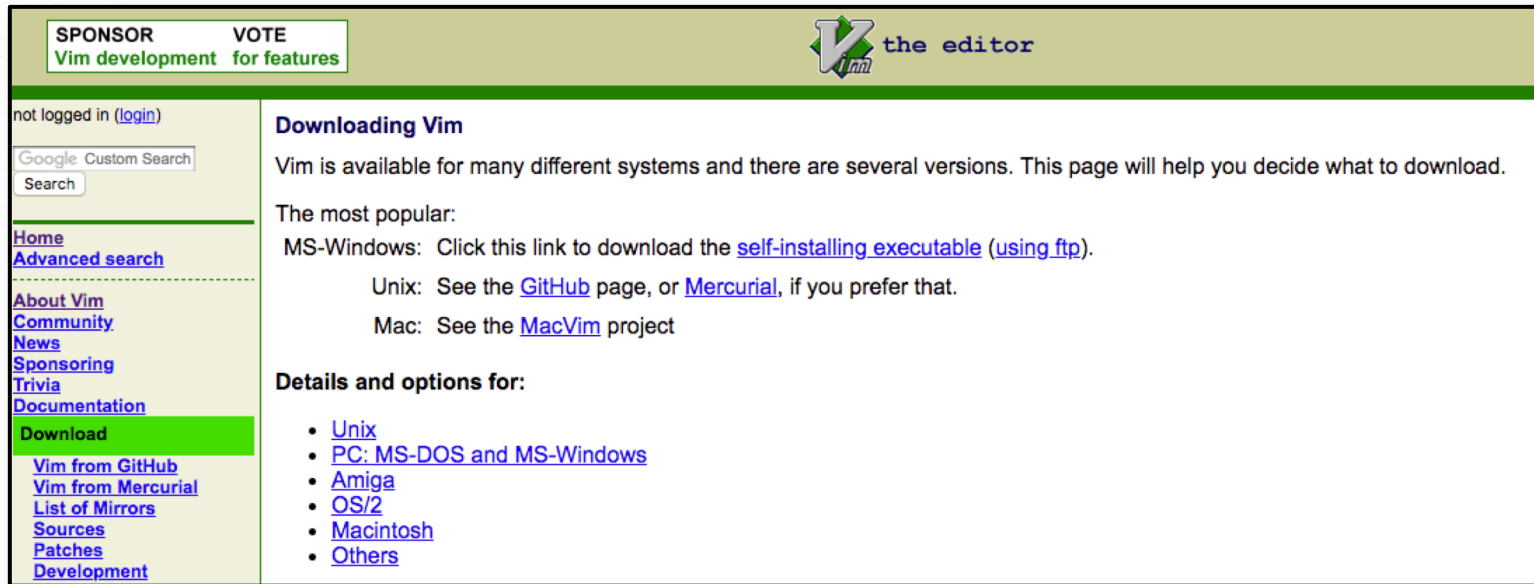 SPONSOR VOTE
Vim development for features
Vim the editor
not logged in (login)
Google Custom Search
Search
Home
Advanced search
About Vim
Community
News
Sponsoring
Trivia
Documentation
Download
Vim from GitHub
Vim from Mercurial
List of Mirrors
Sources
Patches
Development
Downloading Vim
Vim is available for many different systems and there are several versions. This page will help you decide what to download.
The most popular:
MS-Windows: Click this link to download the self-installing executable (using ftp).
Unix: See the GitHub page, or Mercurial, if you prefer that.
Mac: See the MacVim project
Details and options for:
• Unix
• PC: MS-DOS and MS-Windows
• Amiga
• OS/2
• Macintosh
• Others